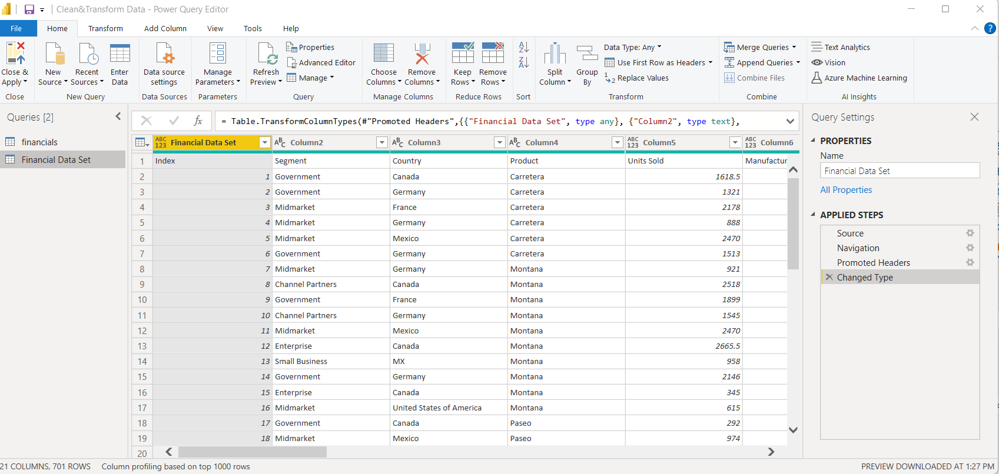 Clean&Transform Data - Power Query Editor
File Home Transform Add Column View Tools Help
Close & Apply
Close
New Source
Recent Sources
Enter Data
New Query
Data source settings
Data Sources
Manage Parameters
Parameters
Refresh Preview
Properties
Advanced Editor
Manage
Query
Choose Columns
Remove Columns
Manage Columns
Keep Rows
Remove Rows
Reduce Rows
Sort
Split Column
Group By
Data Type: Any
Use First Row as Headers
Replace Values
Transform
Merge Queries
Append Queries
Combine Files
Combine
Text Analytics
Vision
Azure Machine Learning
AI Insights
Queries [2]
financials
Financial Data Set
fx
= Table.TransformColumnTypes(#"Promoted Headers",{{"Financial Data Set", type any}, {"Column2", type text},
ABC 123 Financial Data Set ABC Column2 ABC Column3 ABC Column4 ABC 123 Column5 ABC 123 Column6
1 Index Segment Country Product Units Sold Manufactur
2 1 Government Canada Carretera 1618.5
3 2 Government Germany Carretera 1321
4 3 Midmarket France Carretera 2178
5 4 Midmarket Germany Carretera 888
6 5 Midmarket Mexico Carretera 2470
7 6 Government Germany Carretera 1513
8 7 Midmarket Germany Montana 921
9 8 Channel Partners Canada Montana 2518
10 9 Government France Montana 1899
11 10 Channel Partners Germany Montana 1545
12 11 Midmarket Mexico Montana 2470
13 12 Enterprise Canada Montana 2665.5
14 13 Small Business MX Montana 958
15 14 Government Germany Montana 2146
16 15 Enterprise Canada Montana 345
17 16 Midmarket United States of America Montana 615
18 17 Government Canada Paseo 292
19 18 Midmarket Mexico Paseo 974
20
Query Settings
PROPERTIES
Name
Financial Data Set
All Properties
APPLIED STEPS
Source
Navigation
Promoted Headers
Changed Type
21 COLUMNS, 701 ROWS Column profiling based on top 1000 rows PREVIEW DOWNLOADED AT 1:27 PM